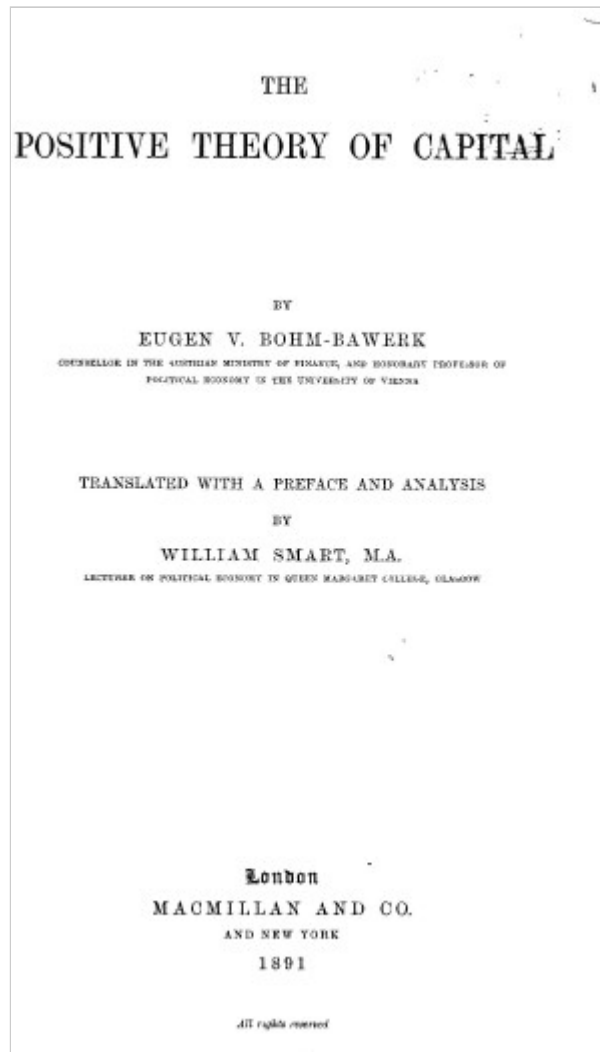 THE
POSITIVE THEORY OF CAPITAL
BY
EUGEN V. BOHM-BAWERK
COUNSELLOR IN THE AUSTRIAN MINISTRY OF FINANCE, AND HONORARY PROFESSOR OF
POLITICAL ECONOMY IN THE UNIVERSITY OF VIENNA
TRANSLATED WITH A PREFACE AND ANALYSIS
BY
WILLIAM SMART, M.A.
LECTURER ON POLITICAL ECONOMY IN QUEEN MARGARET COLLEGE, GLASGOW
London
MACMILLAN AND CO.
AND NEW YORK
1891
All rights reserved